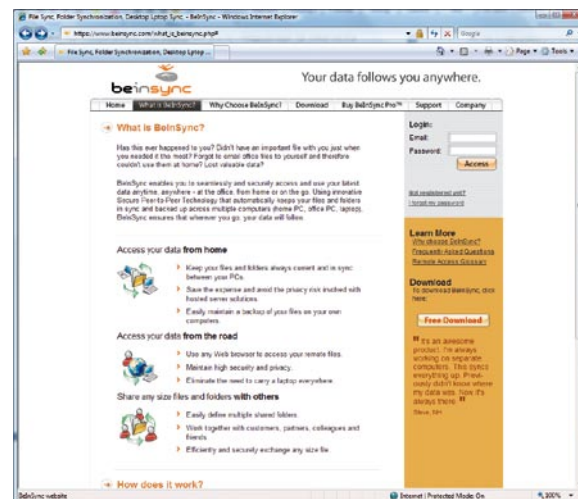 File Sync, Folder Synchronization, Desktop Lptop Sync - BeInSync - Windows Internet Explorer
https://www.beinsync.com/what_is_beinsync.php#
Google
File Sync, Folder Synchronization, Desktop Lptop ...
Page
Tools
beinsync
Your data follows you anywhere.
Home
What is BeInSync?
Why Choose BeInSync?
Download
Buy BeInSync Pro™
Support
Company
What is BeInSync?
Has this ever happened to you? Didn't have an important file with you just when
you needed it the most? Forgot to email office files to yourself and therefore
couldn't use them at home? Lost valuable data?
BeInSync enables you to seamlessly and securely access and use your latest
data anytime, anywhere - at the office, from home or on the go. Using innovative
Secure Peer-to-Peer Technology that automatically keeps your files and folders
in sync and backed up across multiple computers (home PC, office PC, laptop),
BeInSync ensures that wherever you go, your data will follow.
Access your data from home
Keep your files and folders always current and in sync
between your PCs.
Save the expense and avoid the privacy risk involved with
hosted server solutions.
Easily maintain a backup of your files on your own
computers.
Access your data from the road
Use any Web browser to access your remote files.
Maintain high security and privacy.
Eliminate the need to carry a laptop everywhere.
Share any size files and folders with others
Easily define multiple shared folders.
Work together with customers, partners, colleagues and
friends
Efficiently and securely exchange any size file.
How does it work?
Login:
Email:
Password:
Access
Not registered yet?
I forgot my password
Learn More
Why choose BeInSync?
Frequently Asked Questions
Remote Access Glossary
Download
To download BeInSync, click
here:
Free Download
" It's an awesome
product. I'm always
working on separate
computers. This syncs
everything up. Previ-
ously didn't know where
my data was. Now it's
always there. "
Steve, NH
BeInSync website
Internet | Protected Mode: On
100%